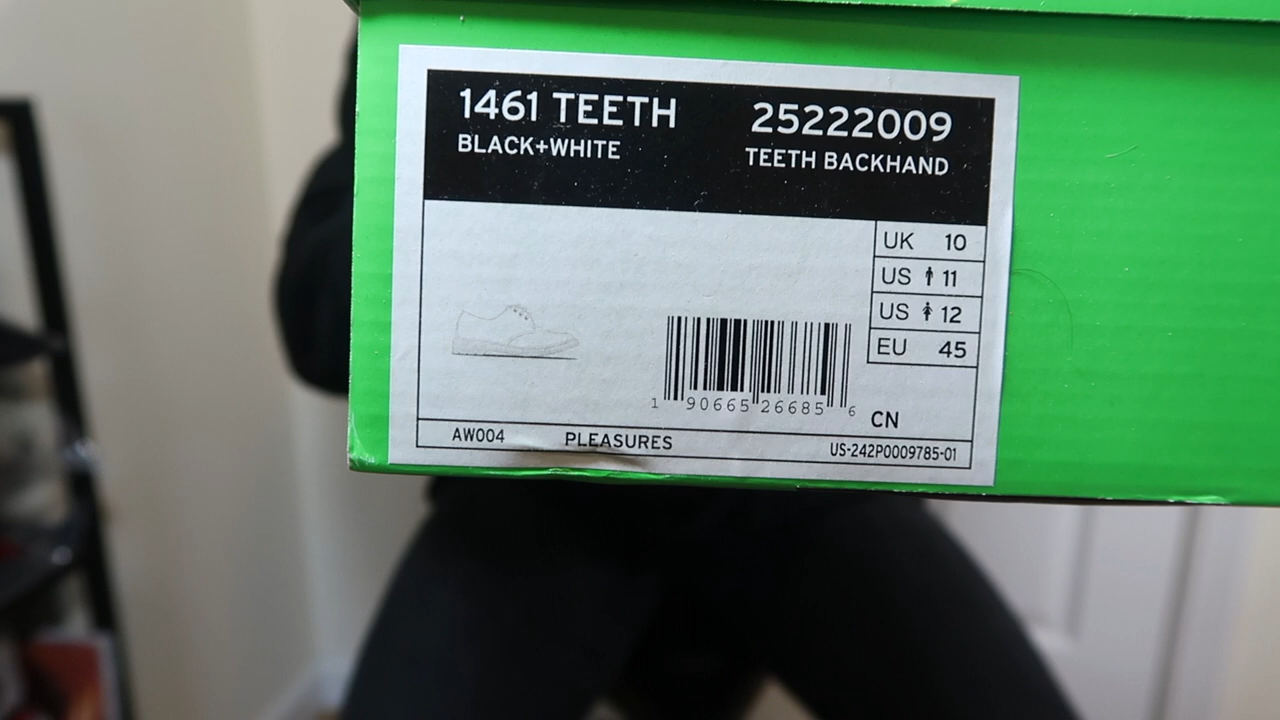 1461 TEETH
BLACK+WHITE
25222009
TEETH BACKHAND
UK 10
US 11
US 12
EU 45
1 90665 26685 6
CN
AW004 PLEASURES US-242P0009785-01